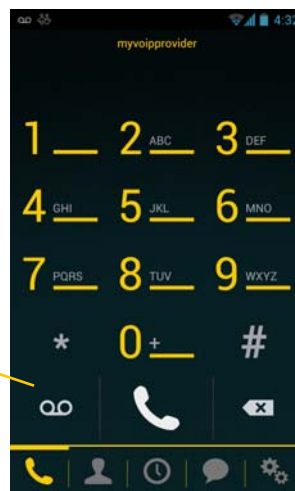 4:32
myvoipprovider
1 2 ABC 3 DEF
4 GHI 5 JKL 6 MNO
7 PQRS 8 TUV 9 WXYZ
* 0 + #